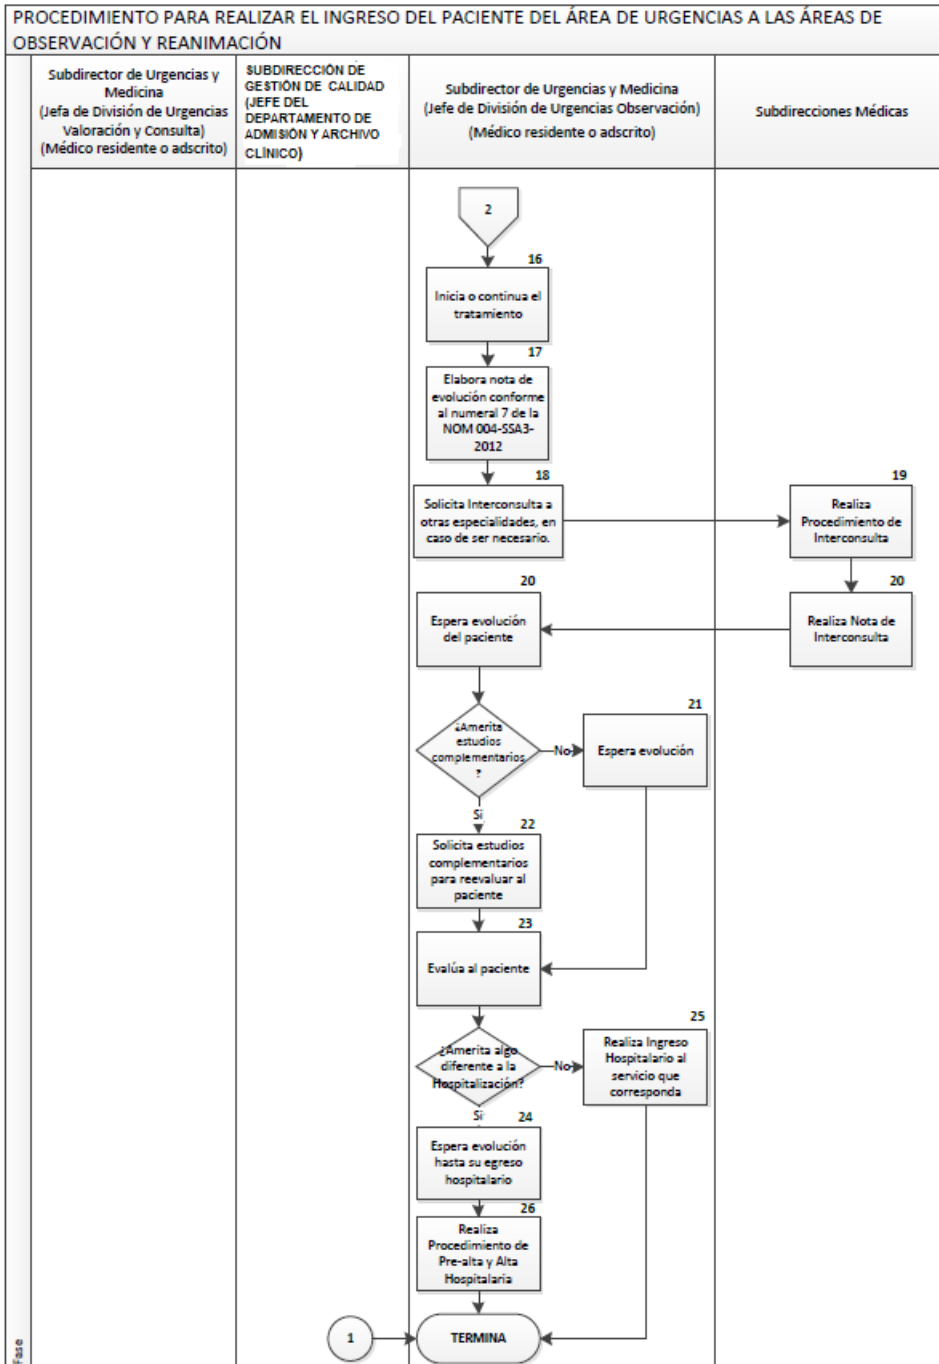 PROCEDIMIENTO PARA REALIZAR EL INGRESO DEL PACIENTE DEL ÁREA DE URGENCIAS A LAS ÁREAS DE
OBSERVACIÓN Y REANIMACIÓN
Subdirector de Urgencias y
Medicina
(Jefa de División de Urgencias
Valoración y Consulta)
(Médico residente o adscrito)
SUBDIRECCIÓN DE
GESTIÓN DE CALIDAD
(JEFE DEL
DEPARTAMENTO DE
ADMISIÓN Y ARCHIVO
CLÍNICO)
Subdirector de Urgencias y Medicina
(Jefa de División de Urgencias Observación)
(Médico residente o adscrito)
Subdirecciones Médicas
2
16
Inicia o continua el
tratamiento
17
Elabora nota de
evolución conforme
al numeral 7 de la
NOM 004-SSA3-
2012
18
Solicita Interconsulta a
otras especialidades, en
caso de ser necesario.
19
Realiza
Procedimiento de
Interconsulta
20
Espera evolución
del paciente
20
Realiza Nota de
Interconsulta
¿Amerita
estudios
complementarios
?
No
21
Espera evolución
Si
22
Solicita estudios
complementarios
para reevaluar al
paciente
23
Evalúa al paciente
¿Amerita algo
diferente a la
Hospitalización?
No
25
Realiza Ingreso
Hospitalario al
servicio que
corresponda
Si
24
Espera evolución
hasta su egreso
hospitalario
26
Realiza
Procedimiento de
Pre-alta y Alta
Hospitalaria
1
TERMINA
Fase